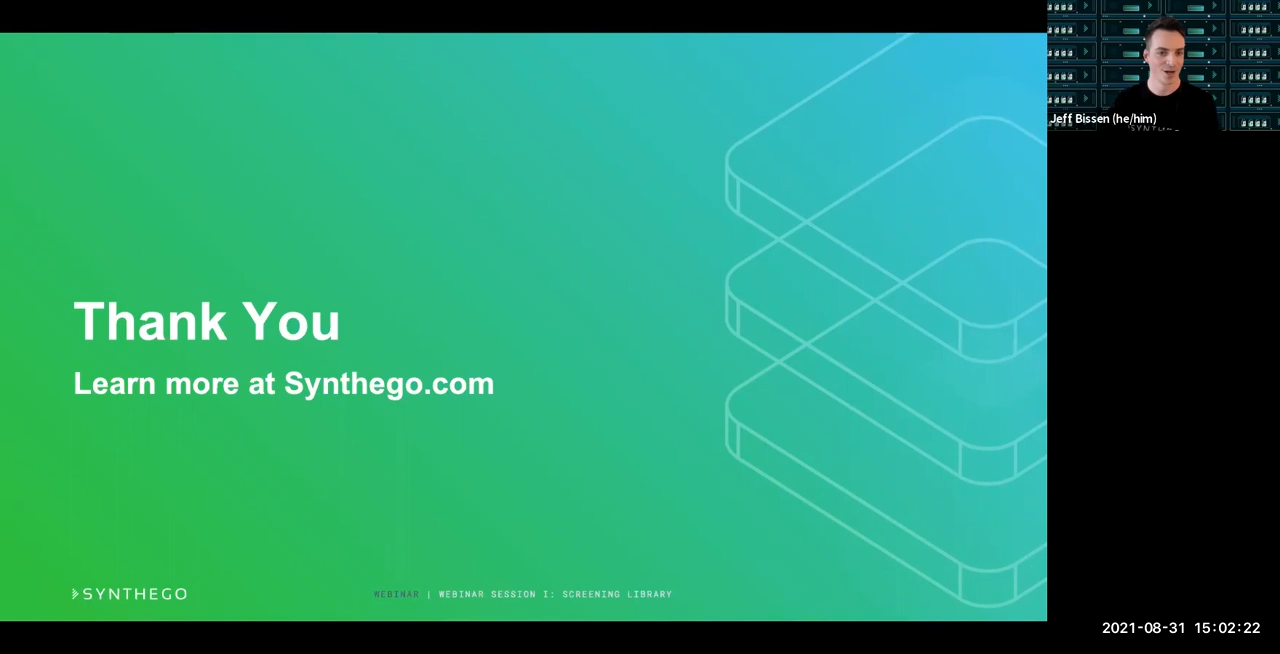 Jeff Bissen (he/him)
Thank You
Learn more at Synthego.com
SYNTHEGO
WEBINAR | WEBINAR SESSION I: SCREENING LIBRARY
2021-08-31 15:02:22